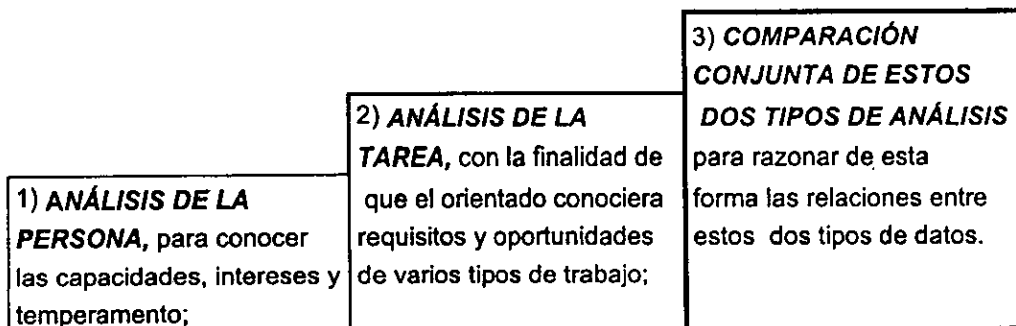 1) ANÁLISIS DE LA
PERSONA, para conocer
las capacidades, intereses y
temperamento;
2) ANÁLISIS DE LA
TAREA, con la finalidad de
que el orientado conociera
requisitos y oportunidades
de varios tipos de trabajo;
3) COMPARACIÓN
CONJUNTA DE ESTOS
DOS TIPOS DE ANÁLISIS
para razonar de esta
forma las relaciones entre
estos dos tipos de datos.